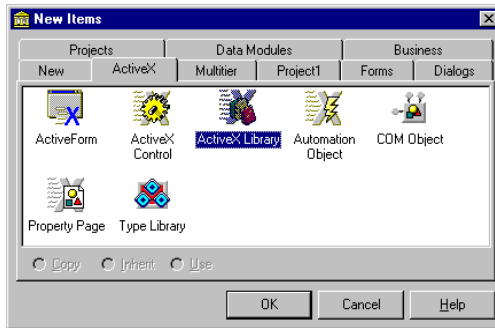 New Items
Projects Data Modules Business
New ActiveX Multitier Project1 Forms Dialogs
ActiveForm ActiveX Control ActiveX Library Automation Object COM Object
Property Page Type Library
Copy Inherit Use
OK Cancel Help